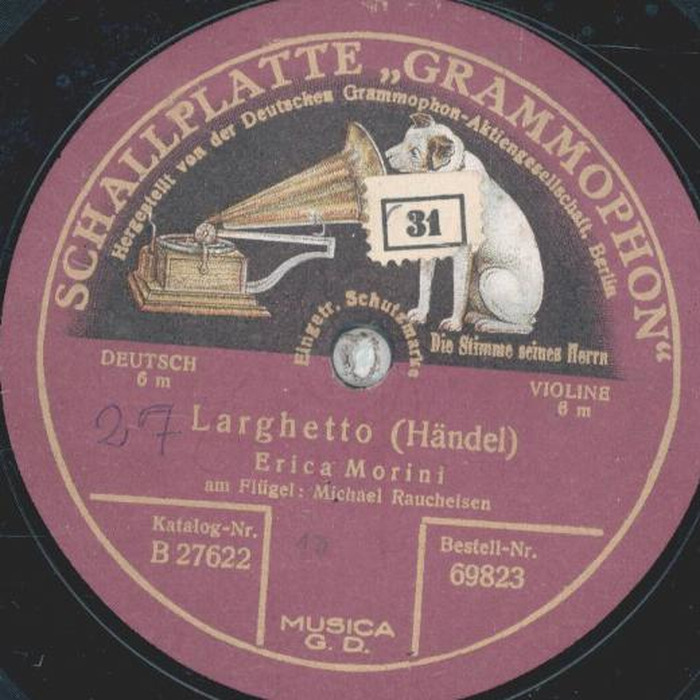 SCHALLPLATTE „GRAMMOPHON“
Hergestellt von der Deutschen Grammophon-Aktiengesellschaft, Berlin
31
Eingetr. Schutzmarke
Die Stimme seines Herrn
DEUTSCH
6 m
VIOLINE
6 m
27
Larghetto (Händel)
Erica Morini
am Flügel: Michael Raucheisen
Katalog-Nr.
B 27622
Bestell-Nr.
69823
MUSICA
G. D.